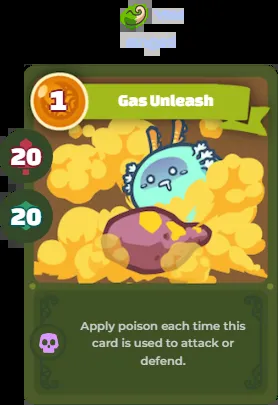 1
Gas Unleash
20
20
Apply poison each time this
card is used to attack or
defend.